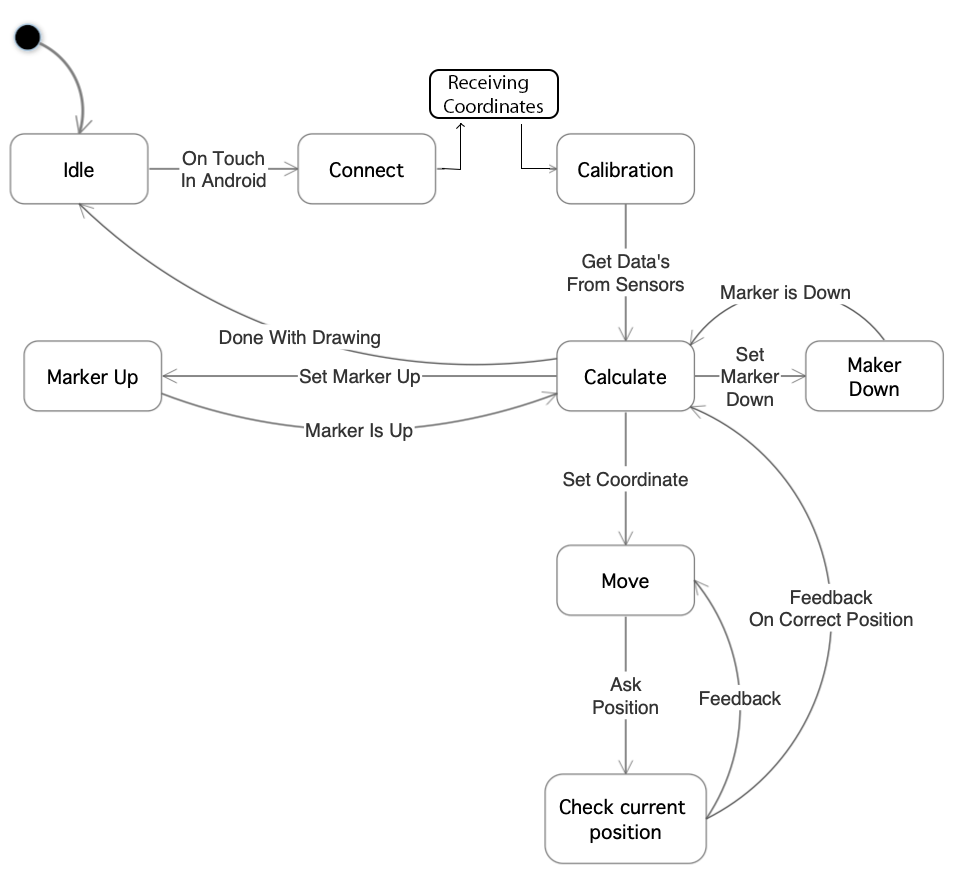 Receiving
Coordinates
Idle
On Touch
In Android
Connect
Calibration
Get Data's
From Sensors
Marker is Down
Done With Drawing
Marker Up
Set Marker Up
Calculate
Set
Marker
Down
Maker
Down
Marker Is Up
Set Coordinate
Move
Feedback
On Correct Position
Ask
Position
Feedback
Check current
position